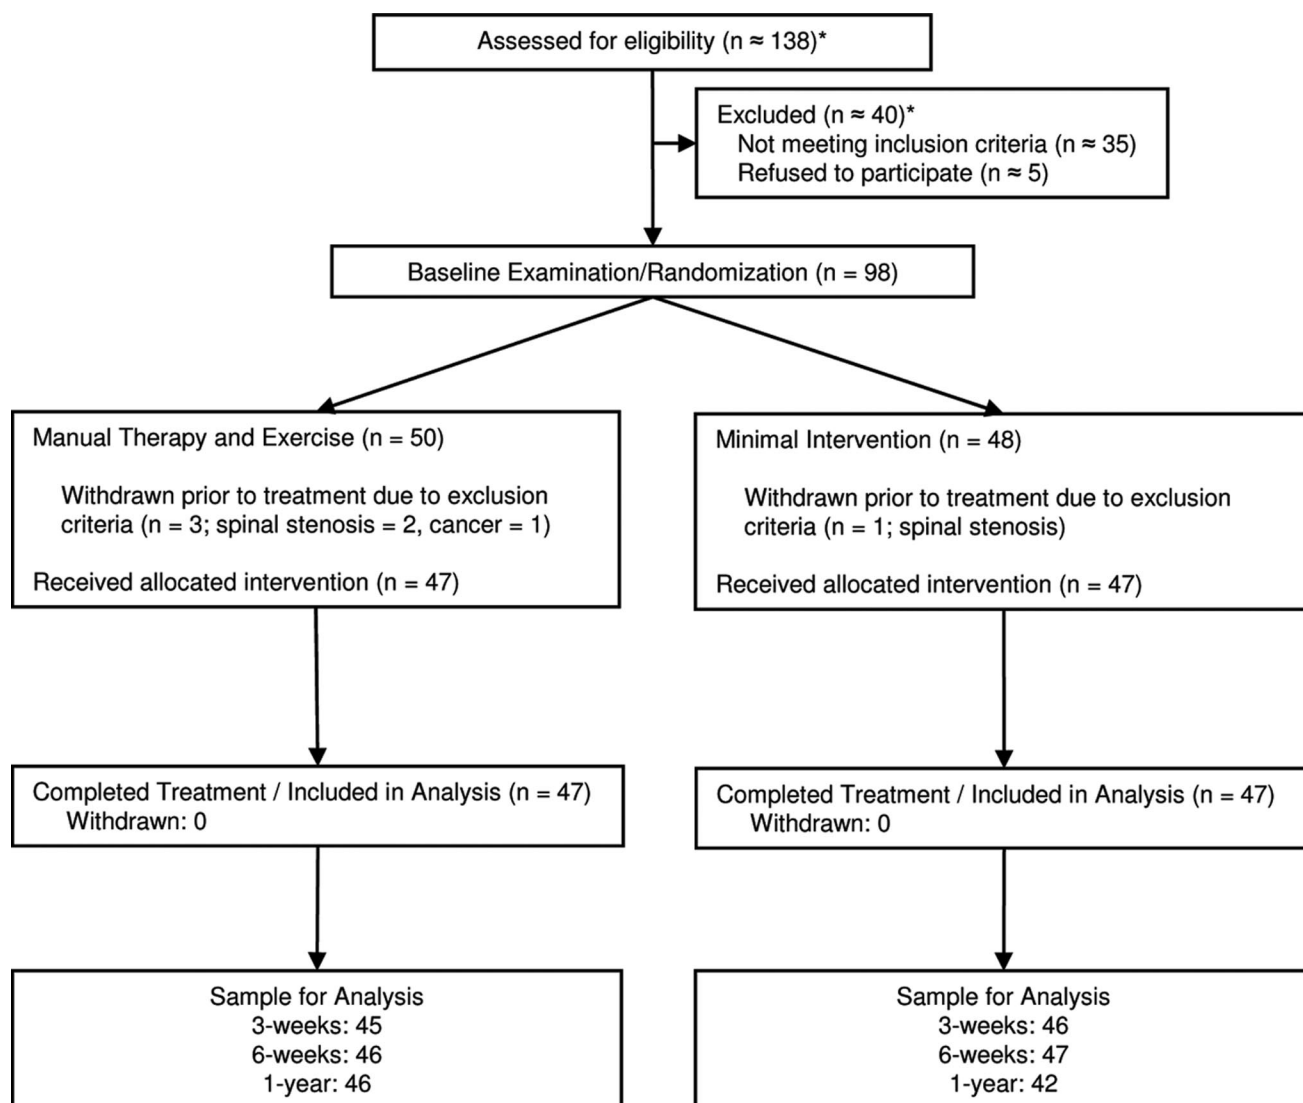 Assessed for eligibility (n ≈ 138)*
Excluded (n ≈ 40)*
Not meeting inclusion criteria (n ≈ 35)
Refused to participate (n ≈ 5)
Baseline Examination/Randomization (n = 98)
Manual Therapy and Exercise (n = 50)
Withdrawn prior to treatment due to exclusion
criteria (n = 3; spinal stenosis = 2, cancer = 1)
Received allocated intervention (n = 47)
Minimal Intervention (n = 48)
Withdrawn prior to treatment due to exclusion
criteria (n = 1; spinal stenosis)
Received allocated intervention (n = 47)
Completed Treatment / Included in Analysis (n = 47)
Withdrawn: 0
Completed Treatment / Included in Analysis (n = 47)
Withdrawn: 0
Sample for Analysis
3-weeks: 45
6-weeks: 46
1-year: 46
Sample for Analysis
3-weeks: 46
6-weeks: 47
1-year: 42